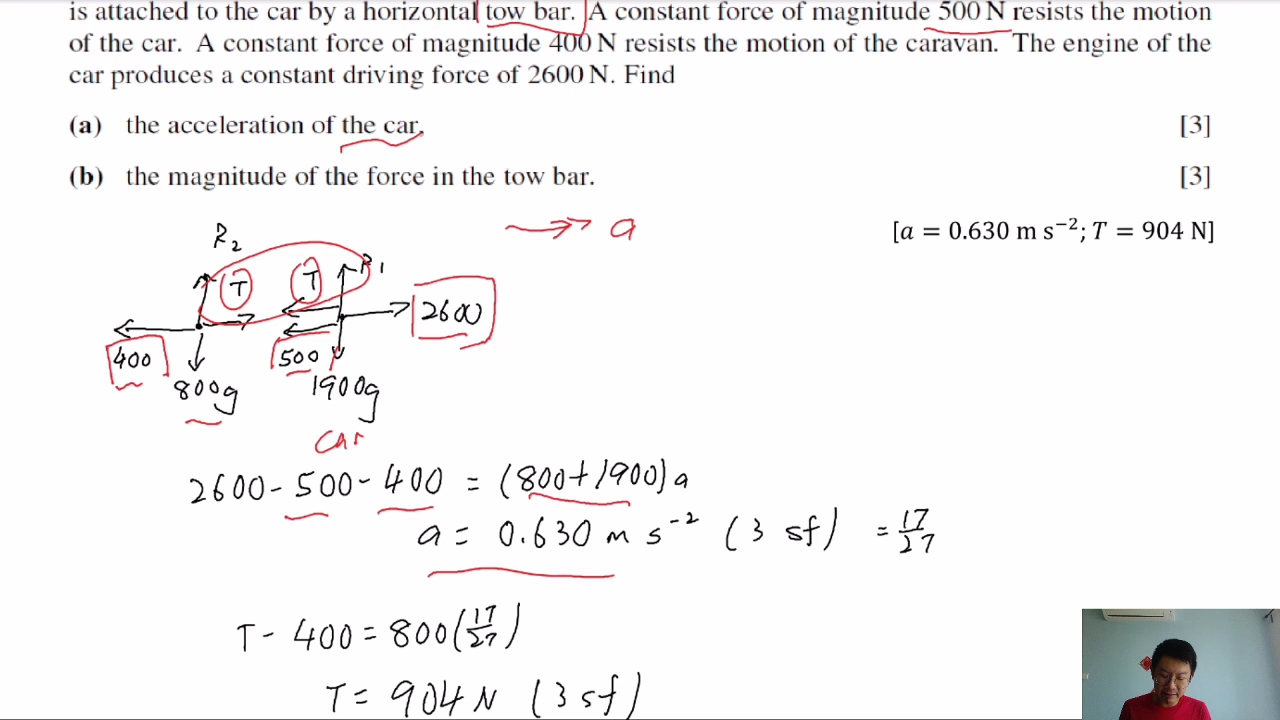 is attached to the car by a horizontal tow bar. A constant force of magnitude 500 N resists the motion
of the car. A constant force of magnitude 400 N resists the motion of the caravan. The engine of the
car produces a constant driving force of 2600 N. Find
(a) the acceleration of the car, [3]
(b) the magnitude of the force in the tow bar. [3]
[a = 0.630 m s⁻²; T = 904 N]
a
R₂
T T R₁
2600
400 500
800g 1900g
car
2600 - 500 - 400 = (800+1900)a
a = 0.630 m s⁻² (3 sf) = 17/27
T - 400 = 800(17/27)
T = 904 N (3 sf)